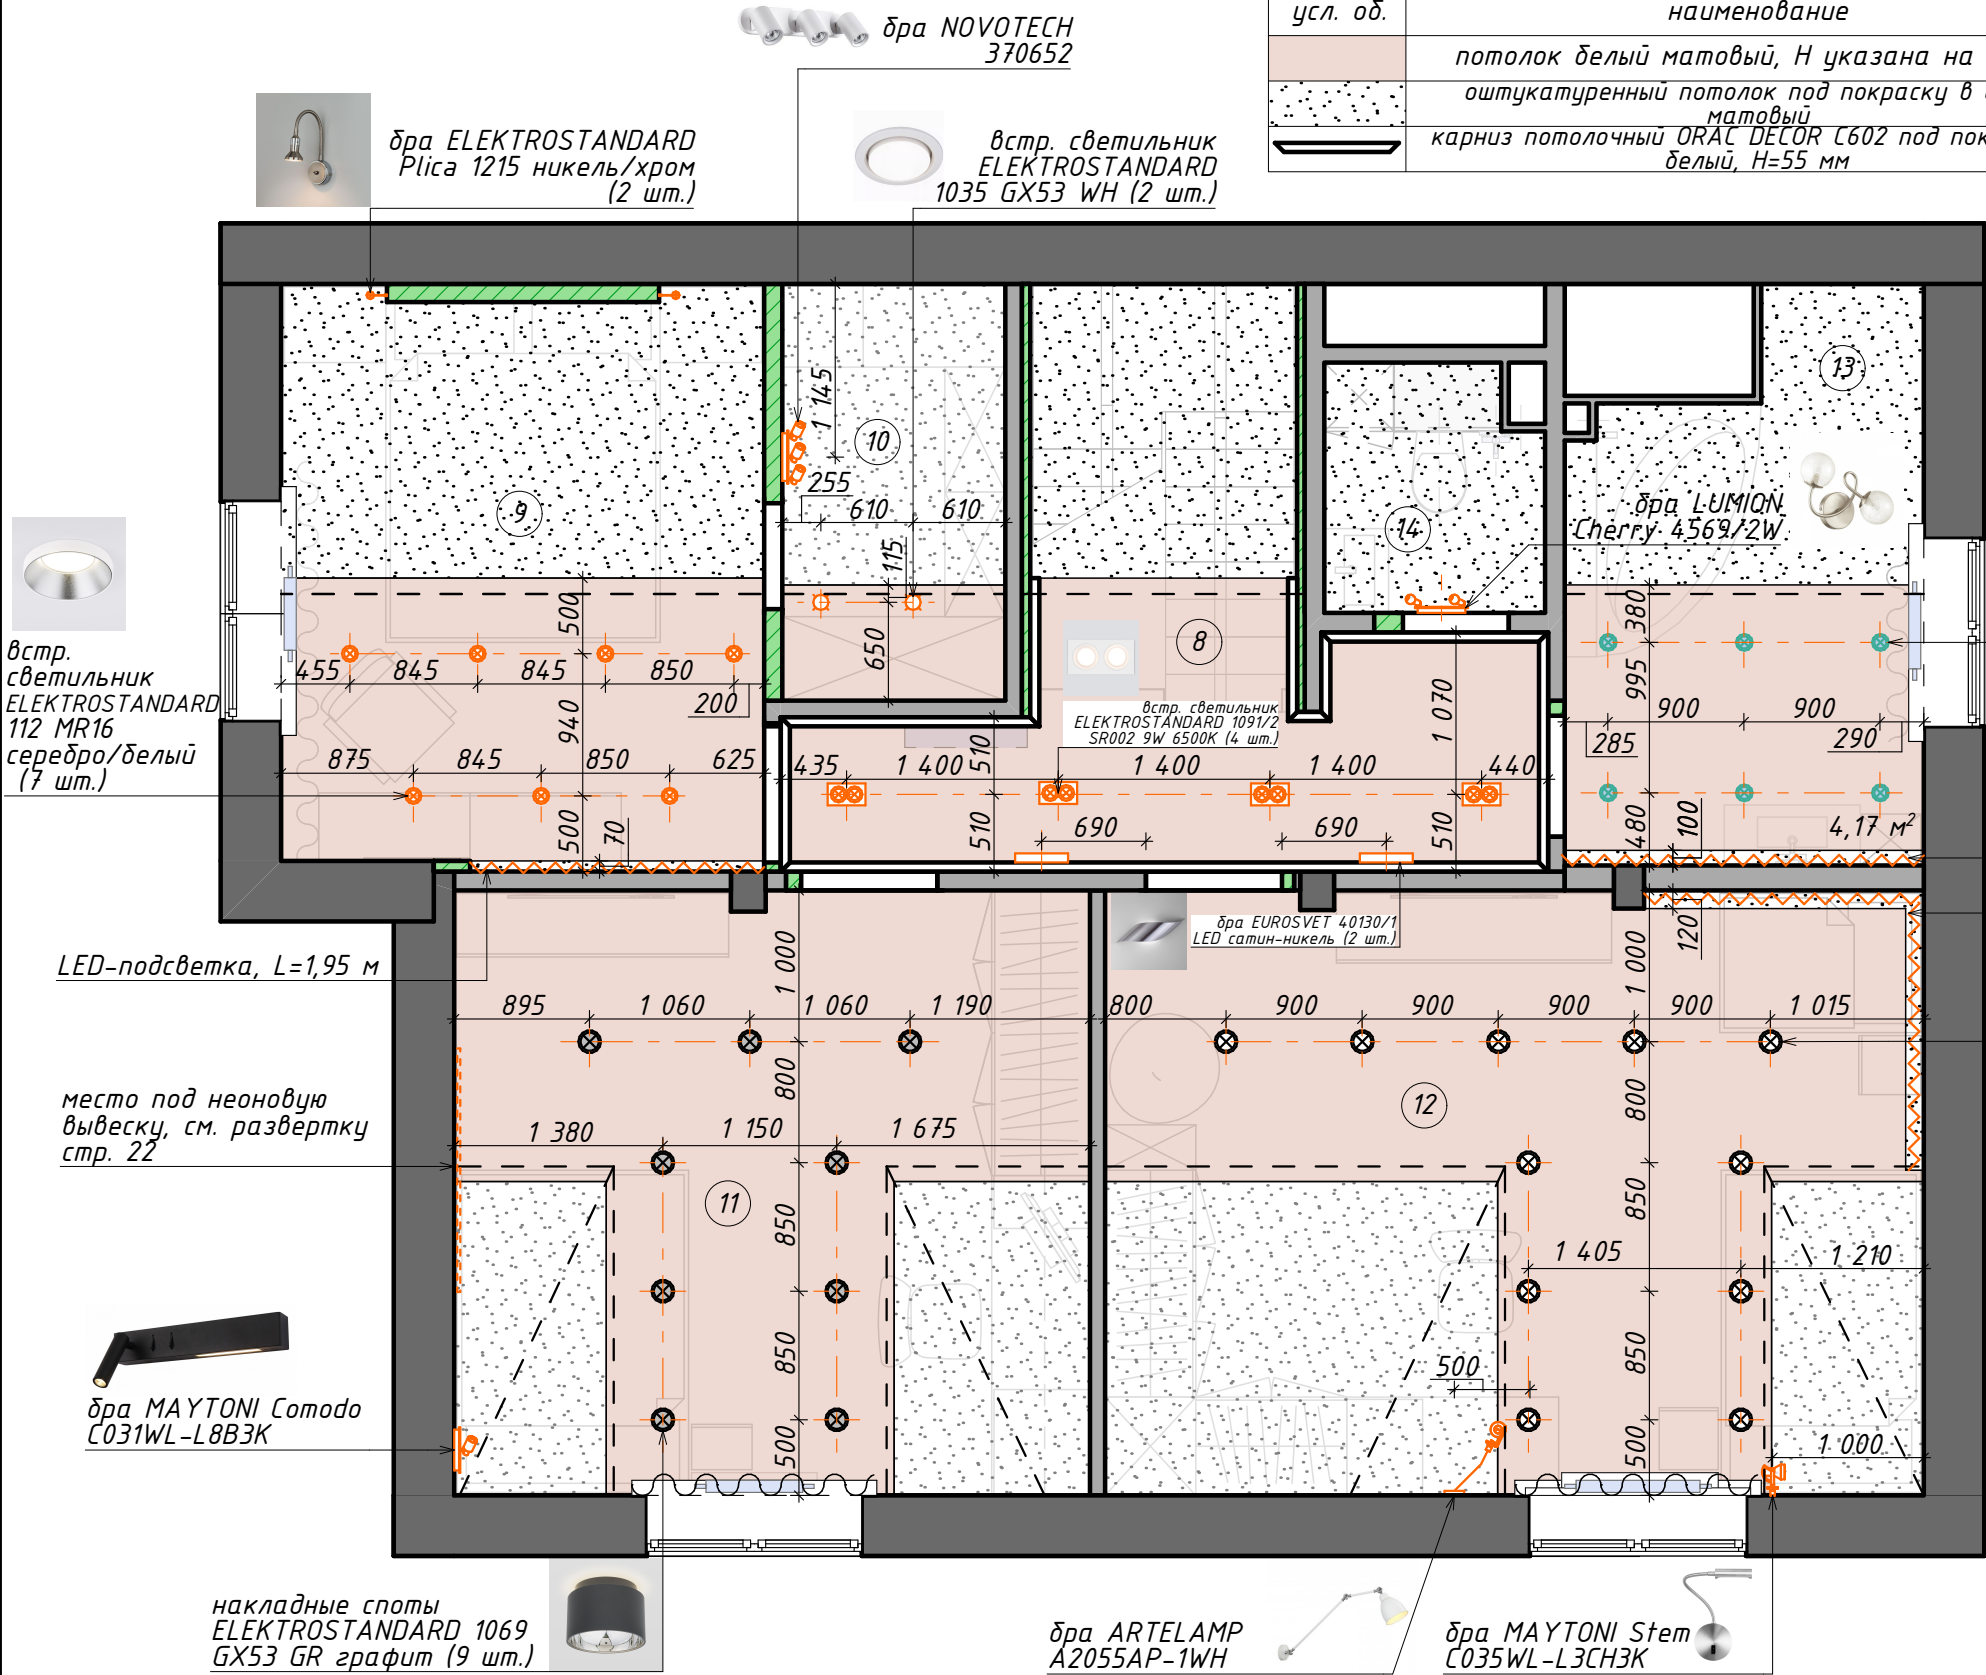 усл. об.
наименование
потолок белый матовый, Н указана на
оштукатуренный потолок под покраску в
матовый
карниз потолочный ORAC DECOR C602 под пок
белый, Н=55 мм
бра NOVOTECH
370652
бра ELEKTROSTANDARD
Plica 1215 никель/хром
(2 шт.)
встр. светильник
ELEKTROSTANDARD
1035 GX53 WH (2 шт.)
встр.
светильник
ELEKTROSTANDARD
112 MR16
серебро/белый
(7 шт.)
9
500
455
845
845
850
200
940
875
845
850
625
500
70
1 145
10
255
610
610
115
650
8
встр. светильник
ELEKTROSTANDARD 1091/2
SR002 9W 6500K (4 шт.)
510
1 070
435
1 400
1 400
1 400
440
510
690
690
510
14
13
бра LUMION
Cherry 4569/2W
380
995
900
900
285
290
480
100
4,17 м²
LED-подсветка, L=1,95 м
место под неоновую
вывеску, см. развертку
стр. 22
1 000
895
1 060
1 060
1 190
800
1 380
1 150
1 675
11
850
850
500
бра EUROSVET 40130/1
LED сатин-никель (2 шт.)
120
1 000
800
900
900
900
900
1 015
800
12
850
1 405
1 210
850
500
1 000
500
бра MAYTONI Comodo
C031WL-L8B3K
накладные споты
ELEKTROSTANDARD 1069
GX53 GR графит (9 шт.)
бра ARTELAMP
A2055AP-1WH
бра MAYTONI Stem
C035WL-L3CH3K